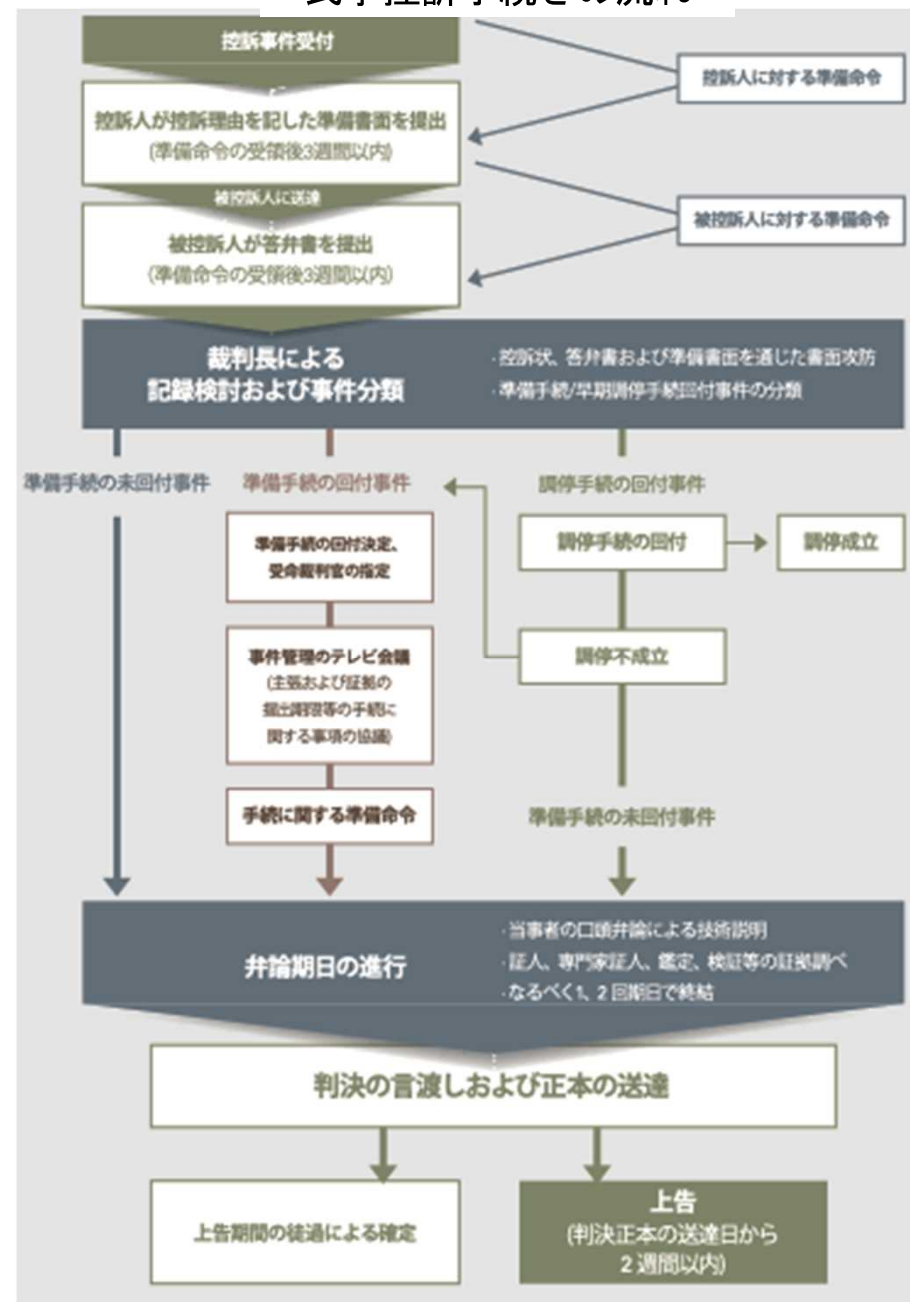 控訴手続きの流れ
控訴事件受付
控訴人に対する準備命令
控訴人が控訴理由を記した準備書面を提出
(準備命令の受領後3週間以内)
被控訴人に送達
被控訴人に対する準備命令
被控訴人が答弁書を提出
(準備命令の受領後3週間以内)
裁判長による
記録検討および事件分類
· 控訴状、答弁書および準備書面を通じた書面攻防
· 準備手続/早期調停手続回付事件の分類
準備手続の未回付事件
準備手続の回付事件
調停手続の回付事件
準備手続の回付決定、
受命裁判官の指定
調停手続の回付
調停成立
事件管理のテレビ会議
(主張および証拠の
提出期限等の手続に
関する事項の協議)
調停不成立
手続に関する準備命令
準備手続の未回付事件
弁論期日の進行
· 当事者の口頭弁論による技術説明
· 証人、専門家証人、鑑定、検証等の証拠調べ
· なるべく1、2回期日で終結
判決の言渡しおよび正本の送達
上告期間の徒過による確定
上告
(判決正本の送達日から
2週間以内)